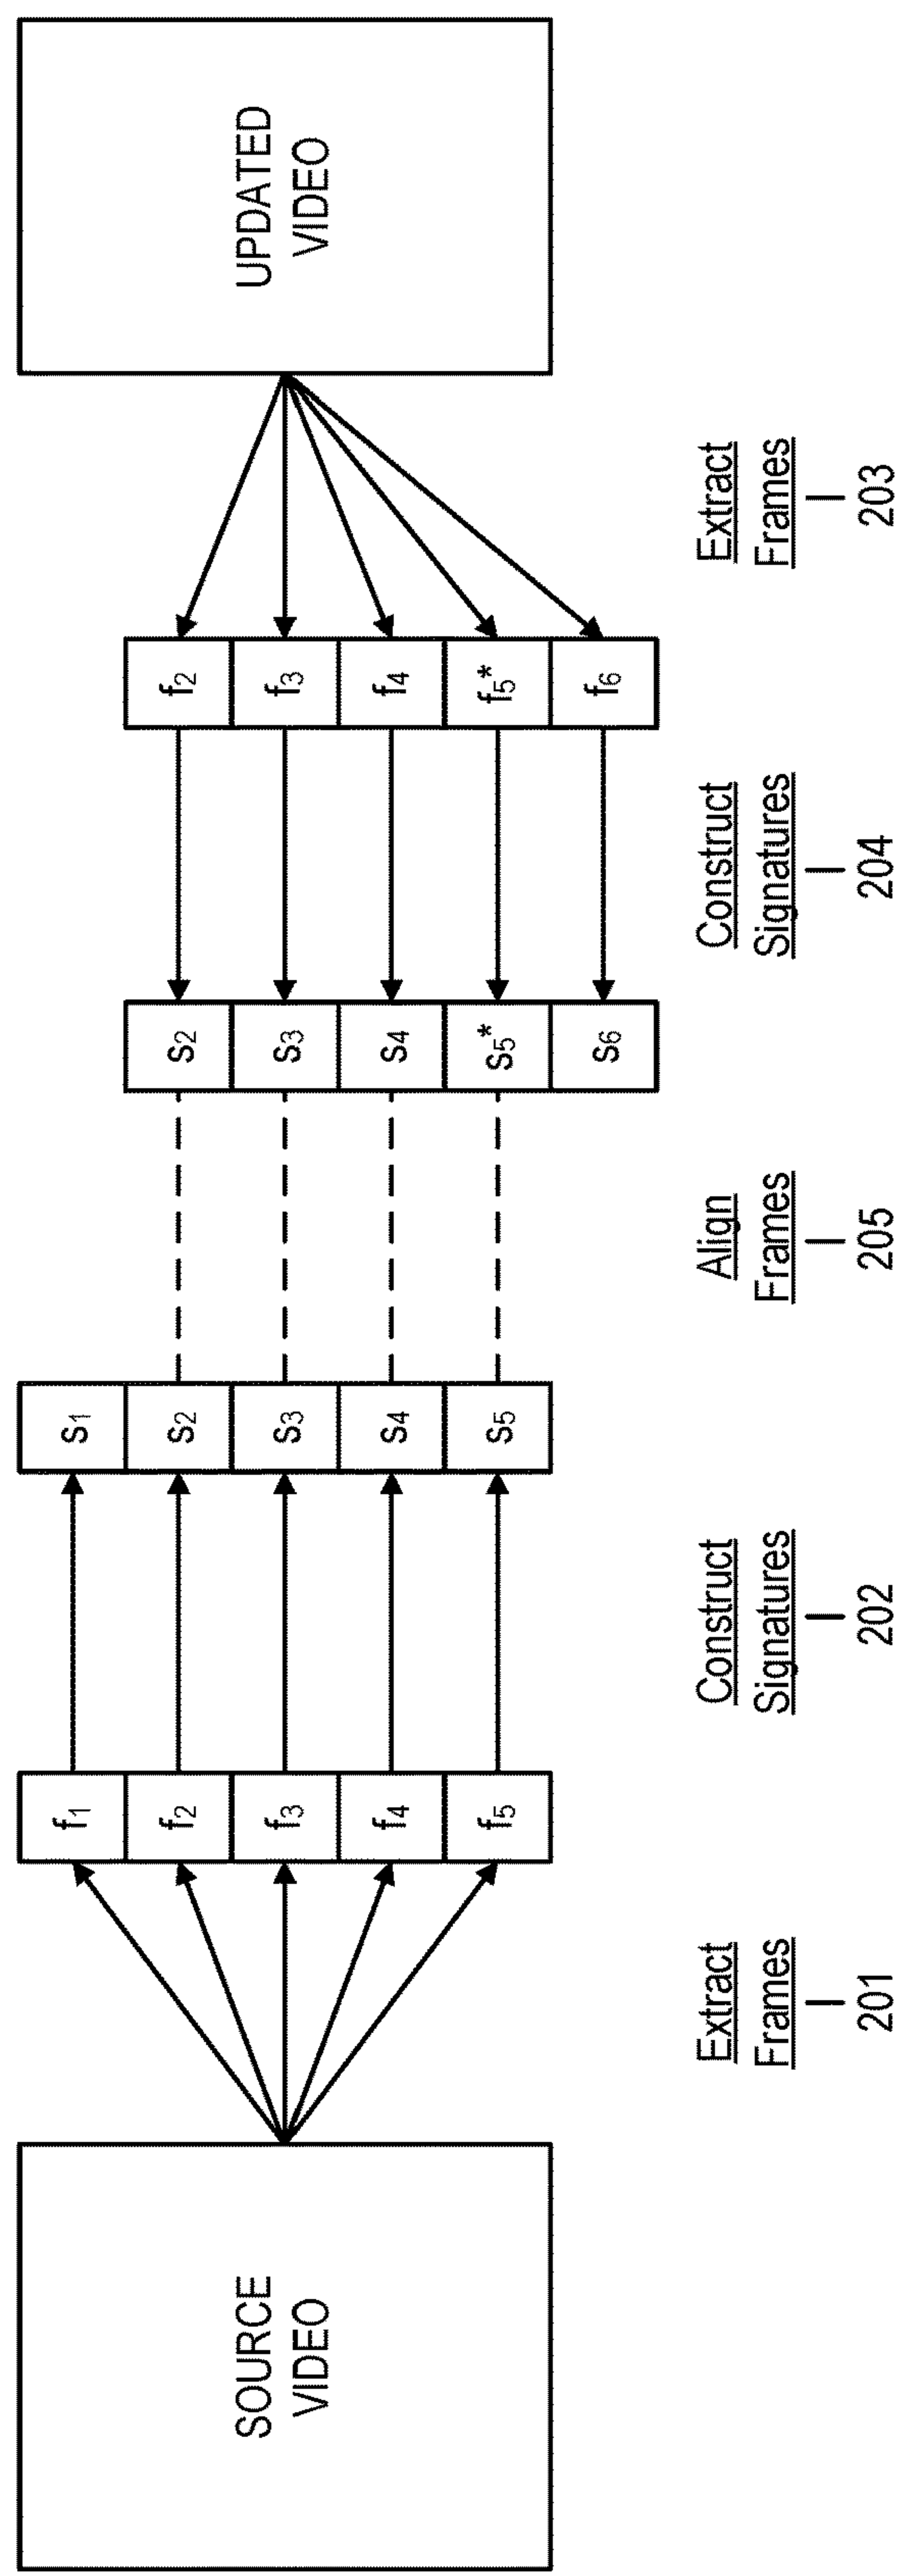 SOURCE
VIDEO
f1
f2
f3
f4
f5
s1
s2
s3
s4
s5
s2
s3
s4
s5*
s6
f2
f3
f4
f5*
f6
UPDATED
VIDEO
Extract
Frames
201
Construct
Signatures
202
Align
Frames
205
Construct
Signatures
204
Extract
Frames
203